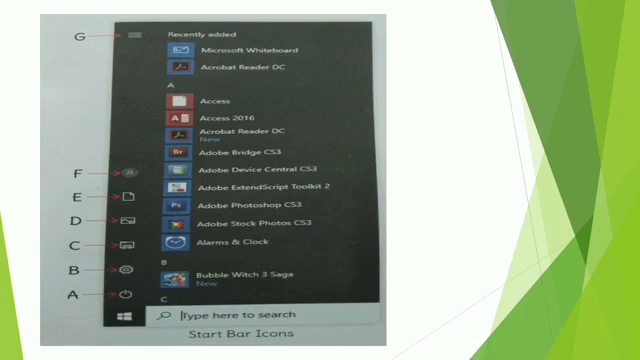 G
Recently added
Microsoft Whiteboard
Acrobat Reader DC
A
Access
Access 2016
Acrobat Reader DC
New
Adobe Bridge CS3
F
Adobe Device Central CS3
E
Adobe ExtendScript Toolkit 2
Adobe Photoshop CS3
D
Adobe Stock Photos CS3
C
Alarms & Clock
B
B
Bubble Witch 3 Saga
New
A
C
Type here to search
Start Bar Icons